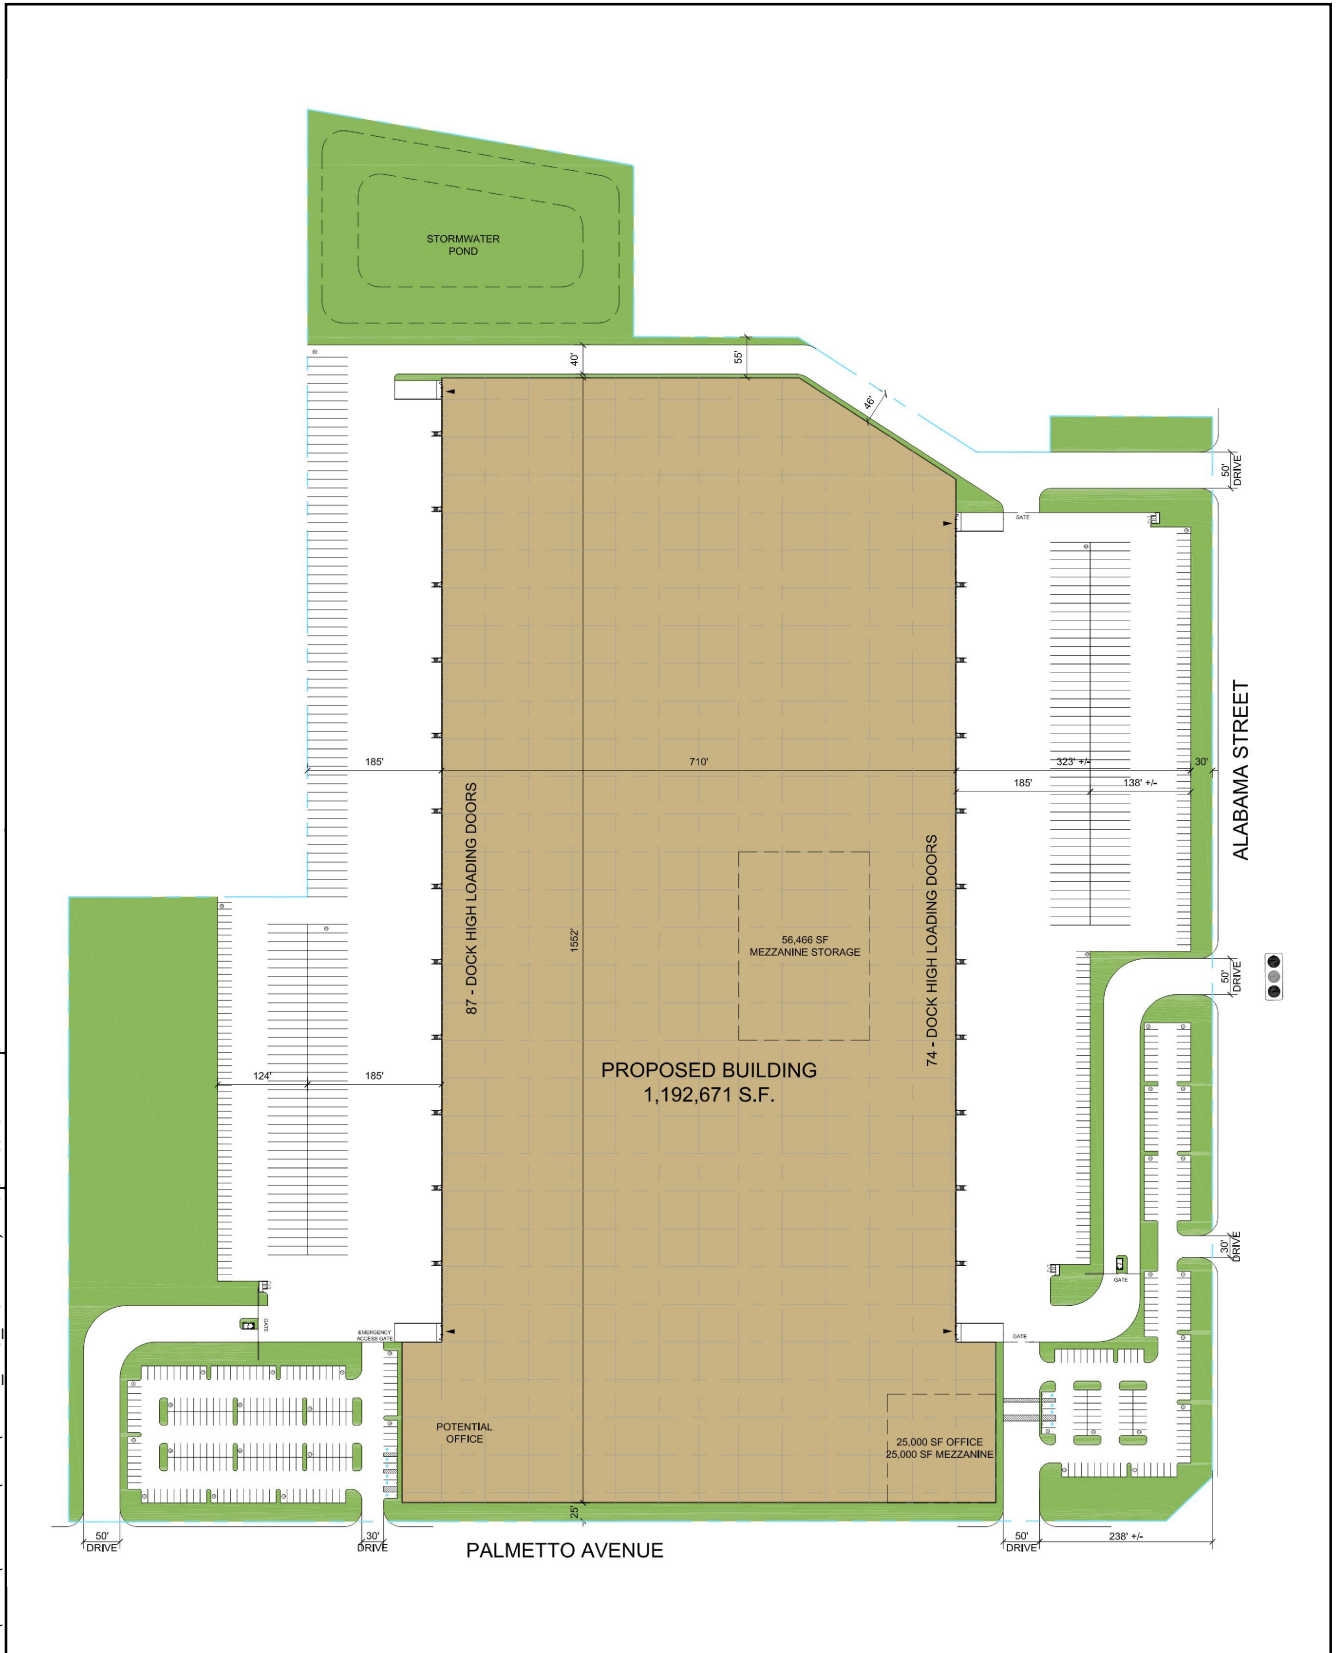 STORMWATER
POND
40'
55'
46'
50'
DRIVE
GATE
185'
710'
323' +/-
30'
185'
138' +/-
ALABAMA STREET
87 - DOCK HIGH LOADING DOORS
74 - DOCK HIGH LOADING DOORS
1552'
56,466 SF
MEZZANINE STORAGE
50'
DRIVE
PROPOSED BUILDING
1,192,671 S.F.
124'
185'
30'
DRIVE
GATE
GATE
EMERGENCY
ACCESS GATE
GATE
POTENTIAL
OFFICE
25,000 SF OFFICE
25,000 SF MEZZANINE
25'
50'
DRIVE
30'
DRIVE
PALMETTO AVENUE
50'
DRIVE
238' +/-